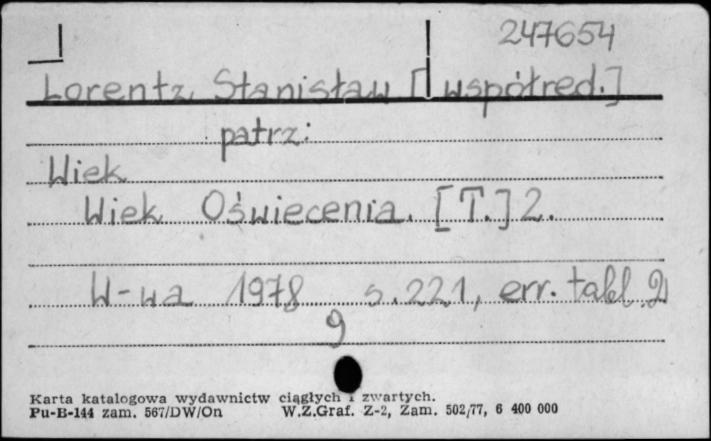 247654
Lorentz, Stanisław [współred.]
patrz:
Wiek
Wiek Oświecenia. [T.] 2.
W-wa 1978 s. 221, err. tabl. 2
9
Karta katalogowa wydawnictw ciągłych i zwartych.
Pu-B-144 zam. 567/DW/On W.Z.Graf. Z-2, Zam. 502/77, 6 400 000